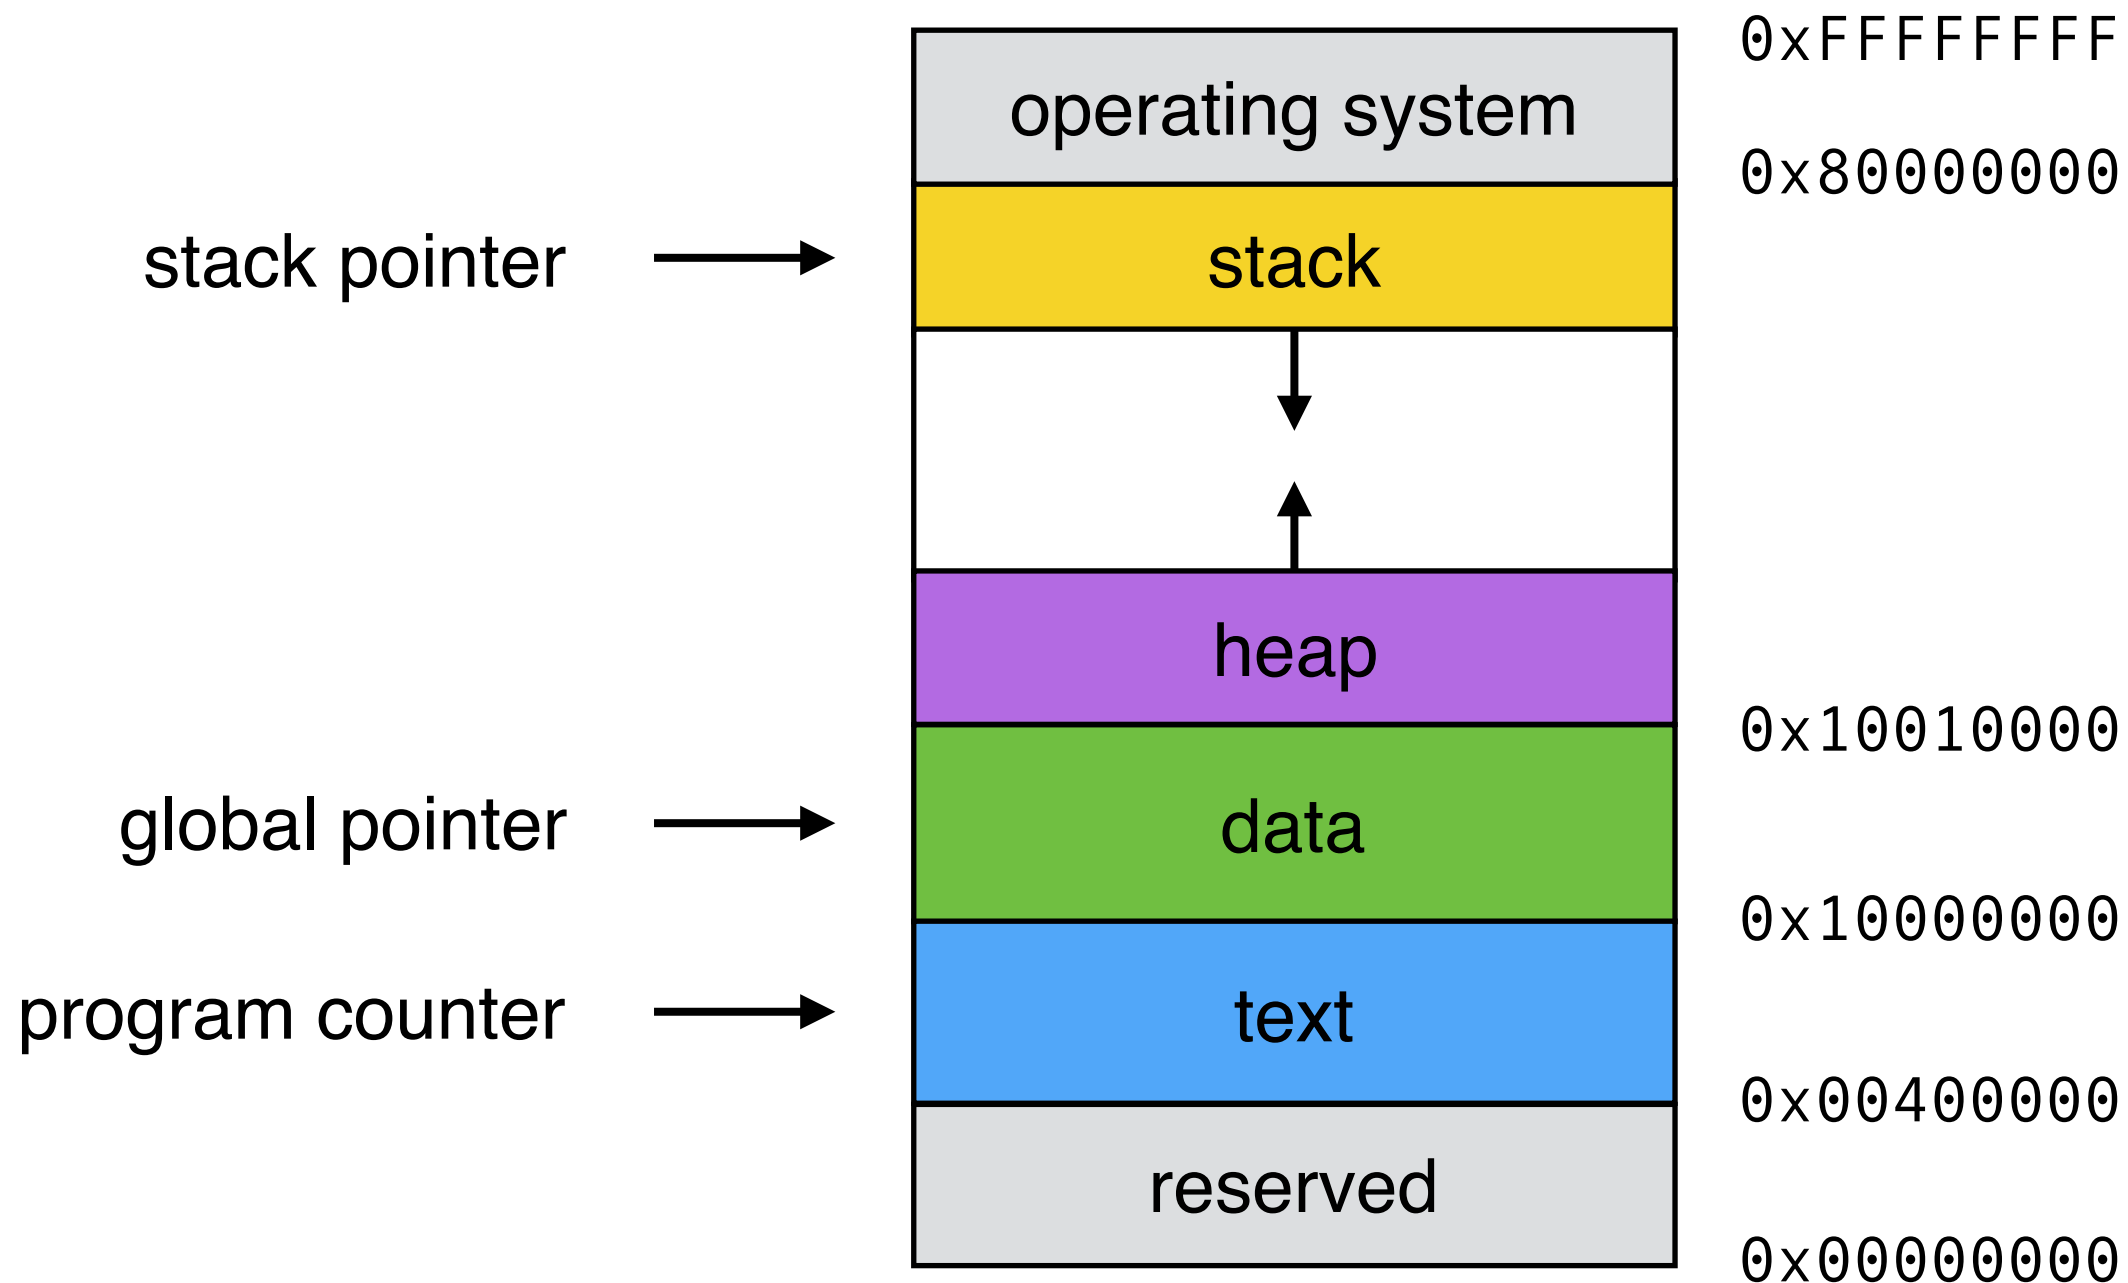 0xFFFFFFFF
operating system
0x80000000
stack pointer
stack
heap
0x10010000
global pointer
data
0x10000000
program counter
text
0x00400000
reserved
0x00000000